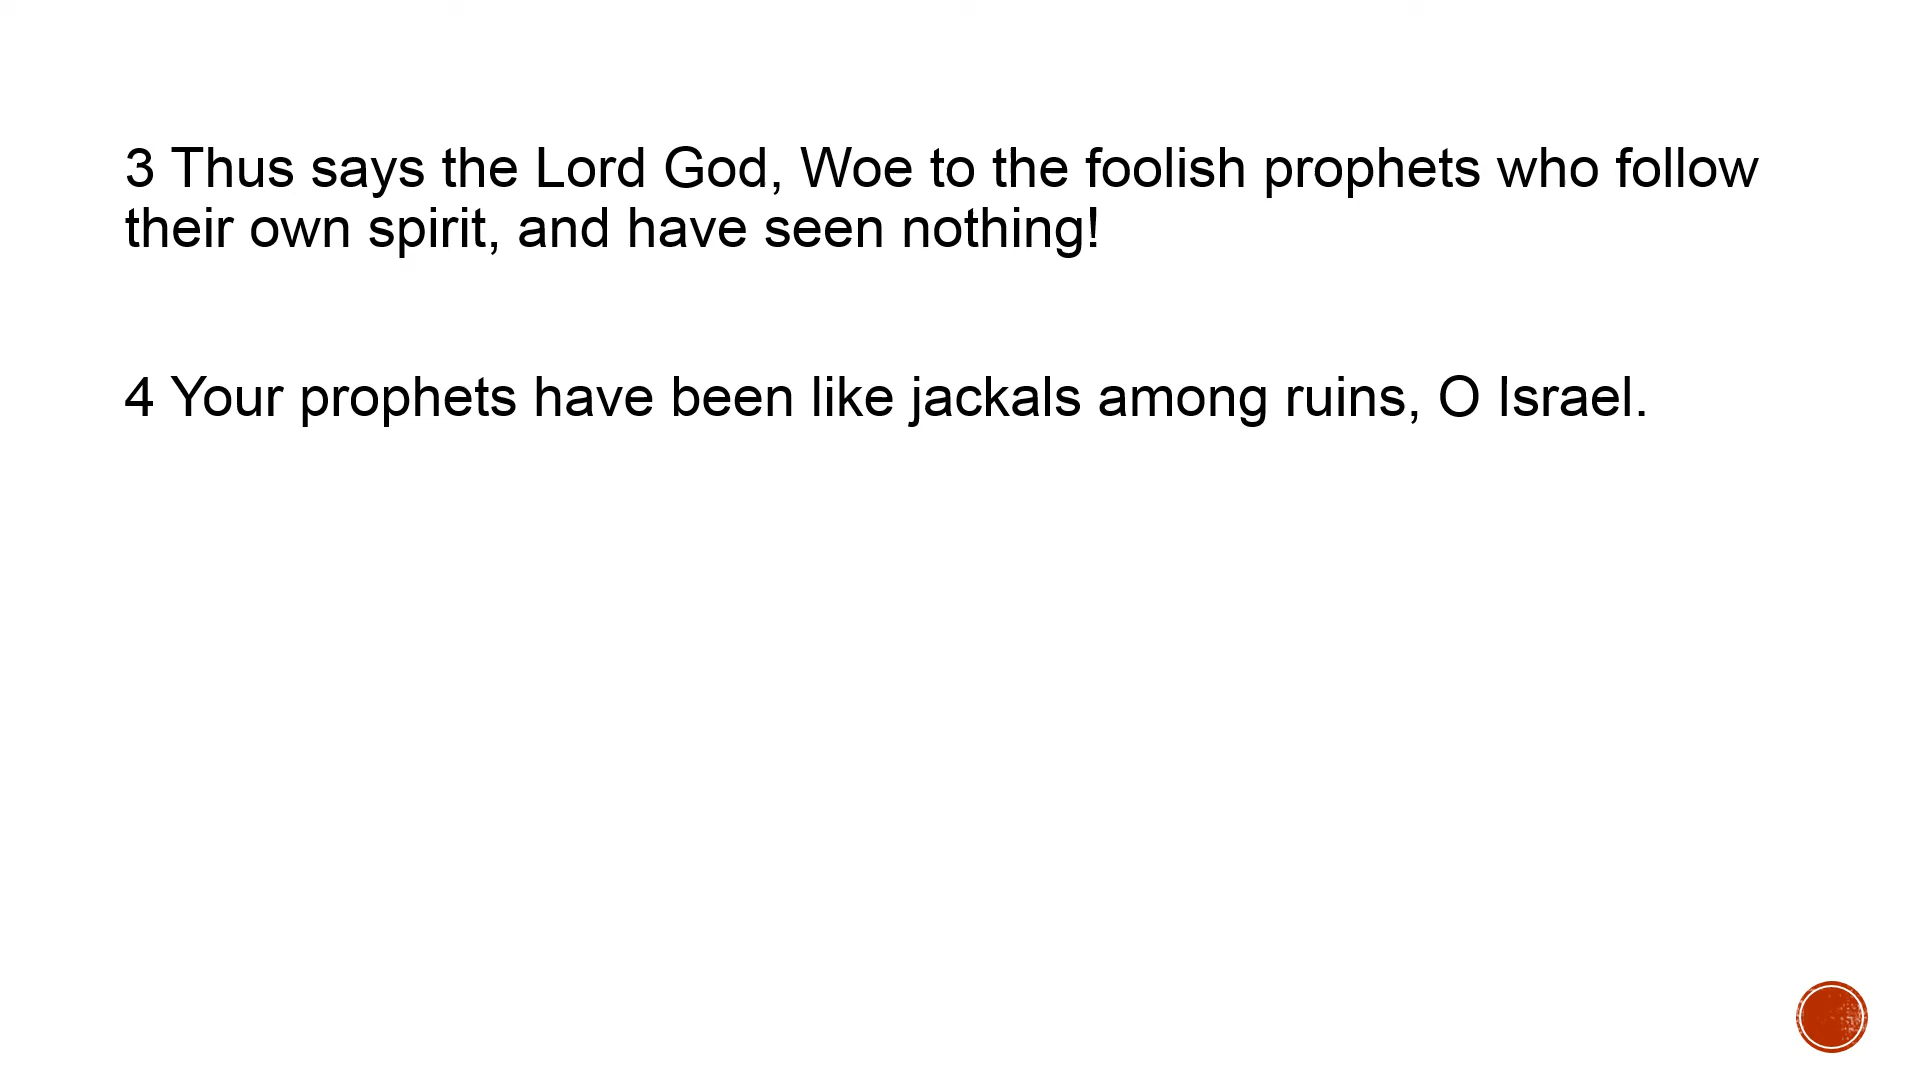 3 Thus says the Lord God, Woe to the foolish prophets who follow
their own spirit, and have seen nothing!
4 Your prophets have been like jackals among ruins, O Israel.